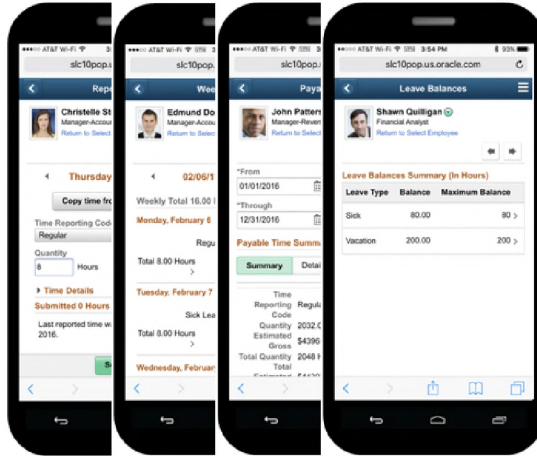 AT&T Wi-Fi
slc10pop.u
Repo
Christelle St
Manager-Accou
Return to Select
Thursday
Copy time fro
Time Reporting Cod
Regular
Quantity
8 Hours
Time Details
Submitted 0 Hours
Last reported time w
2016.
S
AT&T Wi-Fi
slc10pop.
Wee
Edmund Do
Manager-Accou
Return to Select
02/06/1
Weekly Total 16.00
Monday, February 6
Regu
Total 8.00 Hours
>
Tuesday, February 7
Sick Lea
Total 8.00 Hours
>
Wednesday, Februar
AT&T Wi-Fi
slc10pop.
Paya
John Patters
Manager-Reven
Return to Select
*From
01/01/2016
*Through
12/31/2016
Payable Time Summa
Summary Detai
Time
Reporting Regula
Code
Quantity 2032.0
Estimated
Gross $4396
Total Quantity 2048 H
Total
AT&T Wi-Fi 3:54 PM 93%
slc10pop.us.oracle.com
Leave Balances
Shawn Quilligan
Financial Analyst
Return to Select Employee
Leave Balances Summary (In Hours)
Leave Type Balance Maximum Balance
Sick 80.00 80 >
Vacation 200.00 200 >